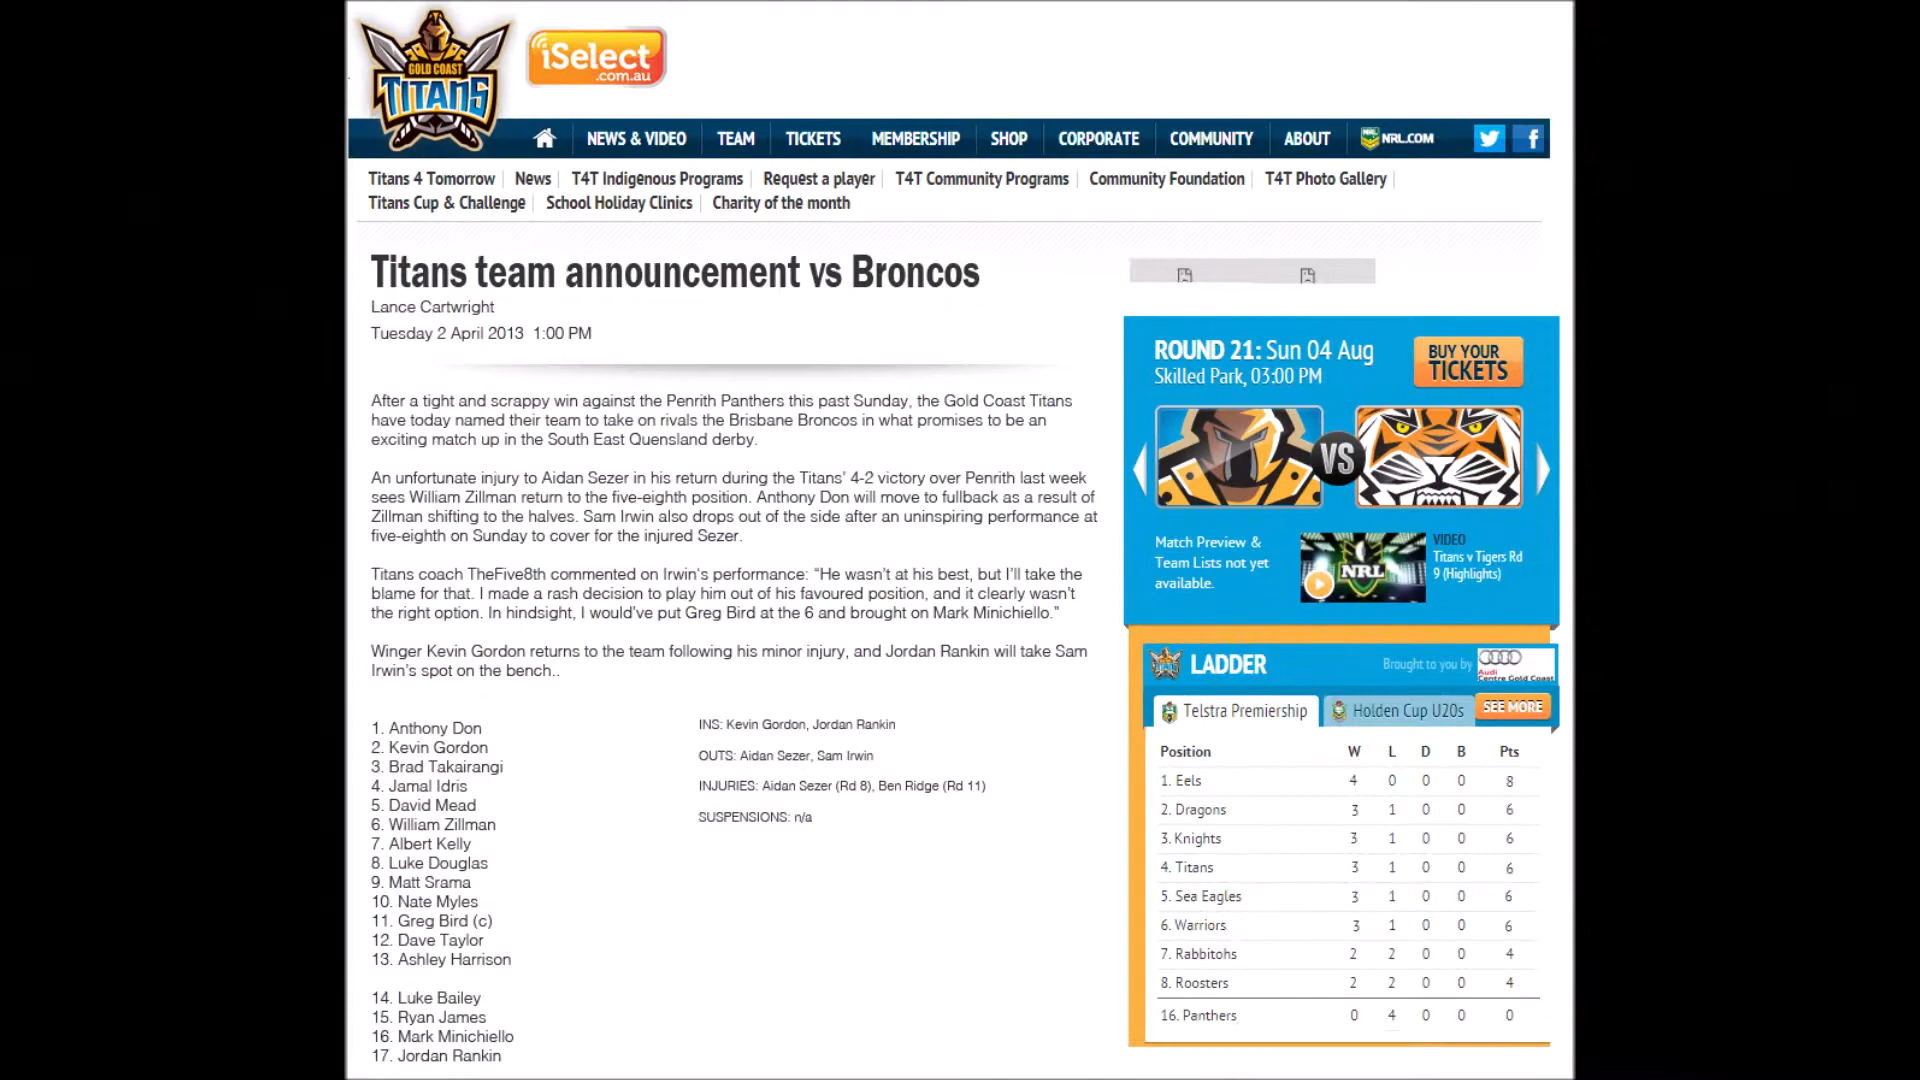 GOLD COAST
TITANS
iSelect
.com.au
NEWS & VIDEO TEAM TICKETS MEMBERSHIP SHOP CORPORATE COMMUNITY ABOUT NRL.COM
Titans 4 Tomorrow News T4T Indigenous Programs Request a player T4T Community Programs Community Foundation T4T Photo Gallery
Titans Cup & Challenge School Holiday Clinics Charity of the month
Titans team announcement vs Broncos
Lance Cartwright
Tuesday 2 April 2013 1:00 PM
After a tight and scrappy win against the Penrith Panthers this past Sunday, the Gold Coast Titans
have today named their team to take on rivals the Brisbane Broncos in what promises to be an
exciting match up in the South East Quensland derby.
An unfortunate injury to Aidan Sezer in his return during the Titans' 4-2 victory over Penrith last week
sees William Zillman return to the five-eighth position. Anthony Don will move to fullback as a result of
Zillman shifting to the halves. Sam Irwin also drops out of the side after an uninspiring performance at
five-eighth on Sunday to cover for the injured Sezer.
Titans coach TheFive8th commented on Irwin's performance: "He wasn't at his best, but I'll take the
blame for that. I made a rash decision to play him out of his favoured position, and it clearly wasn't
the right option. In hindsight, I would've put Greg Bird at the 6 and brought on Mark Minichiello."
Winger Kevin Gordon returns to the team following his minor injury, and Jordan Rankin will take Sam
Irwin's spot on the bench..
1. Anthony Don
2. Kevin Gordon
3. Brad Takairangi
4. Jamal Idris
5. David Mead
6. William Zillman
7. Albert Kelly
8. Luke Douglas
9. Matt Srama
10. Nate Myles
11. Greg Bird (c)
12. Dave Taylor
13. Ashley Harrison
14. Luke Bailey
15. Ryan James
16. Mark Minichiello
17. Jordan Rankin
INS: Kevin Gordon, Jordan Rankin
OUTS: Aidan Sezer, Sam Irwin
INJURIES: Aidan Sezer (Rd 8), Ben Ridge (Rd 11)
SUSPENSIONS: n/a
ROUND 21: Sun 04 Aug
Skilled Park, 03:00 PM
BUY YOUR
TICKETS
VS
Match Preview &
Team Lists not yet
available.
NRL
VIDEO
Titans v Tigers Rd
9 (Highlights)
LADDER
Brought to you by
Audi
Centre Gold Coast
Telstra Premiership Holden Cup U20s SEE MORE
Position W L D B Pts
1. Eels 4 0 0 0 8
2. Dragons 3 1 0 0 6
3. Knights 3 1 0 0 6
4. Titans 3 1 0 0 6
5. Sea Eagles 3 1 0 0 6
6. Warriors 3 1 0 0 6
7. Rabbitohs 2 2 0 0 4
8. Roosters 2 2 0 0 4
16. Panthers 0 4 0 0 0